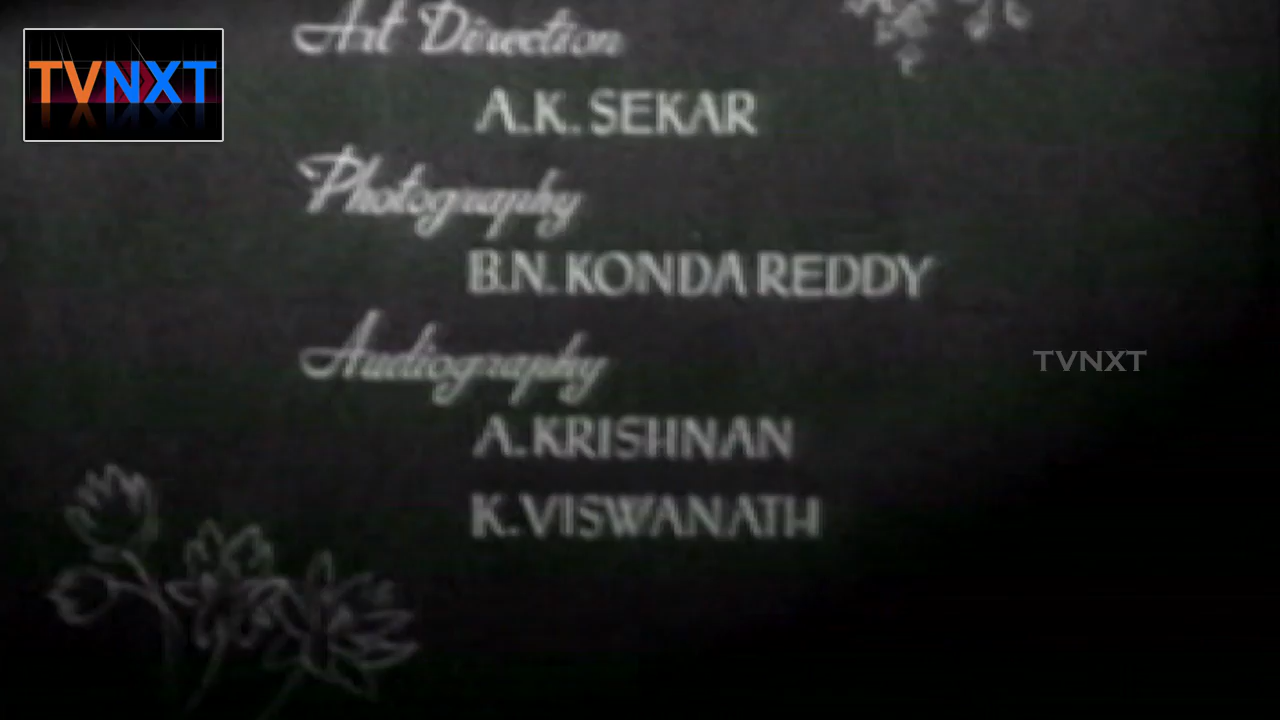 Art Direction
TVNXT
A.K. SEKAR
Photography
B.N. KONDA REDDY
Audiography
TVNXT
A. KRISHNAN
K. VISWANATH